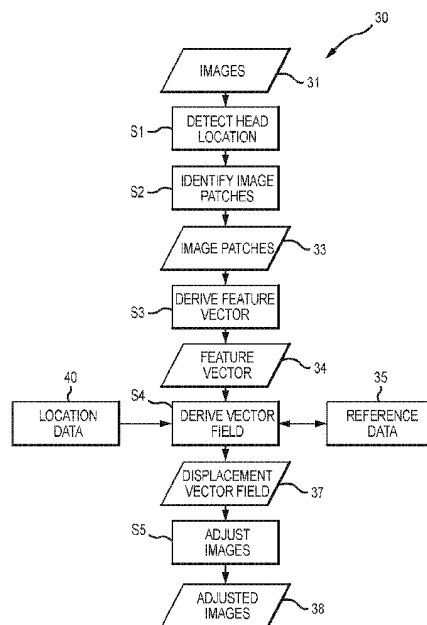 30
IMAGES
31
S1
DETECT HEAD
LOCATION
S2
IDENTIFY IMAGE
PATCHES
IMAGE PATCHES
33
S3
DERIVE FEATURE
VECTOR
FEATURE
VECTOR
34
40
LOCATION
DATA
S4
DERIVE VECTOR
FIELD
35
REFERENCE
DATA
DISPLACEMENT
VECTOR FIELD
37
S5
ADJUST
IMAGES
ADJUSTED
IMAGES
38